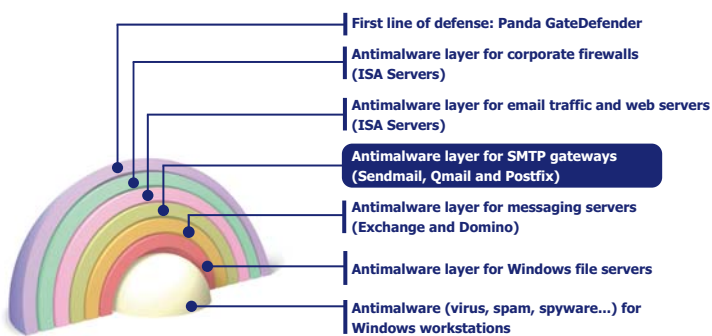 First line of defense: Panda GateDefender
Antimalware layer for corporate firewalls
(ISA Servers)
Antimalware layer for email traffic and web servers
(ISA Servers)
Antimalware layer for SMTP gateways
(Sendmail, Qmail and Postfix)
Antimalware layer for messaging servers
(Exchange and Domino)
Antimalware layer for Windows file servers
Antimalware (virus, spam, spyware...) for
Windows workstations